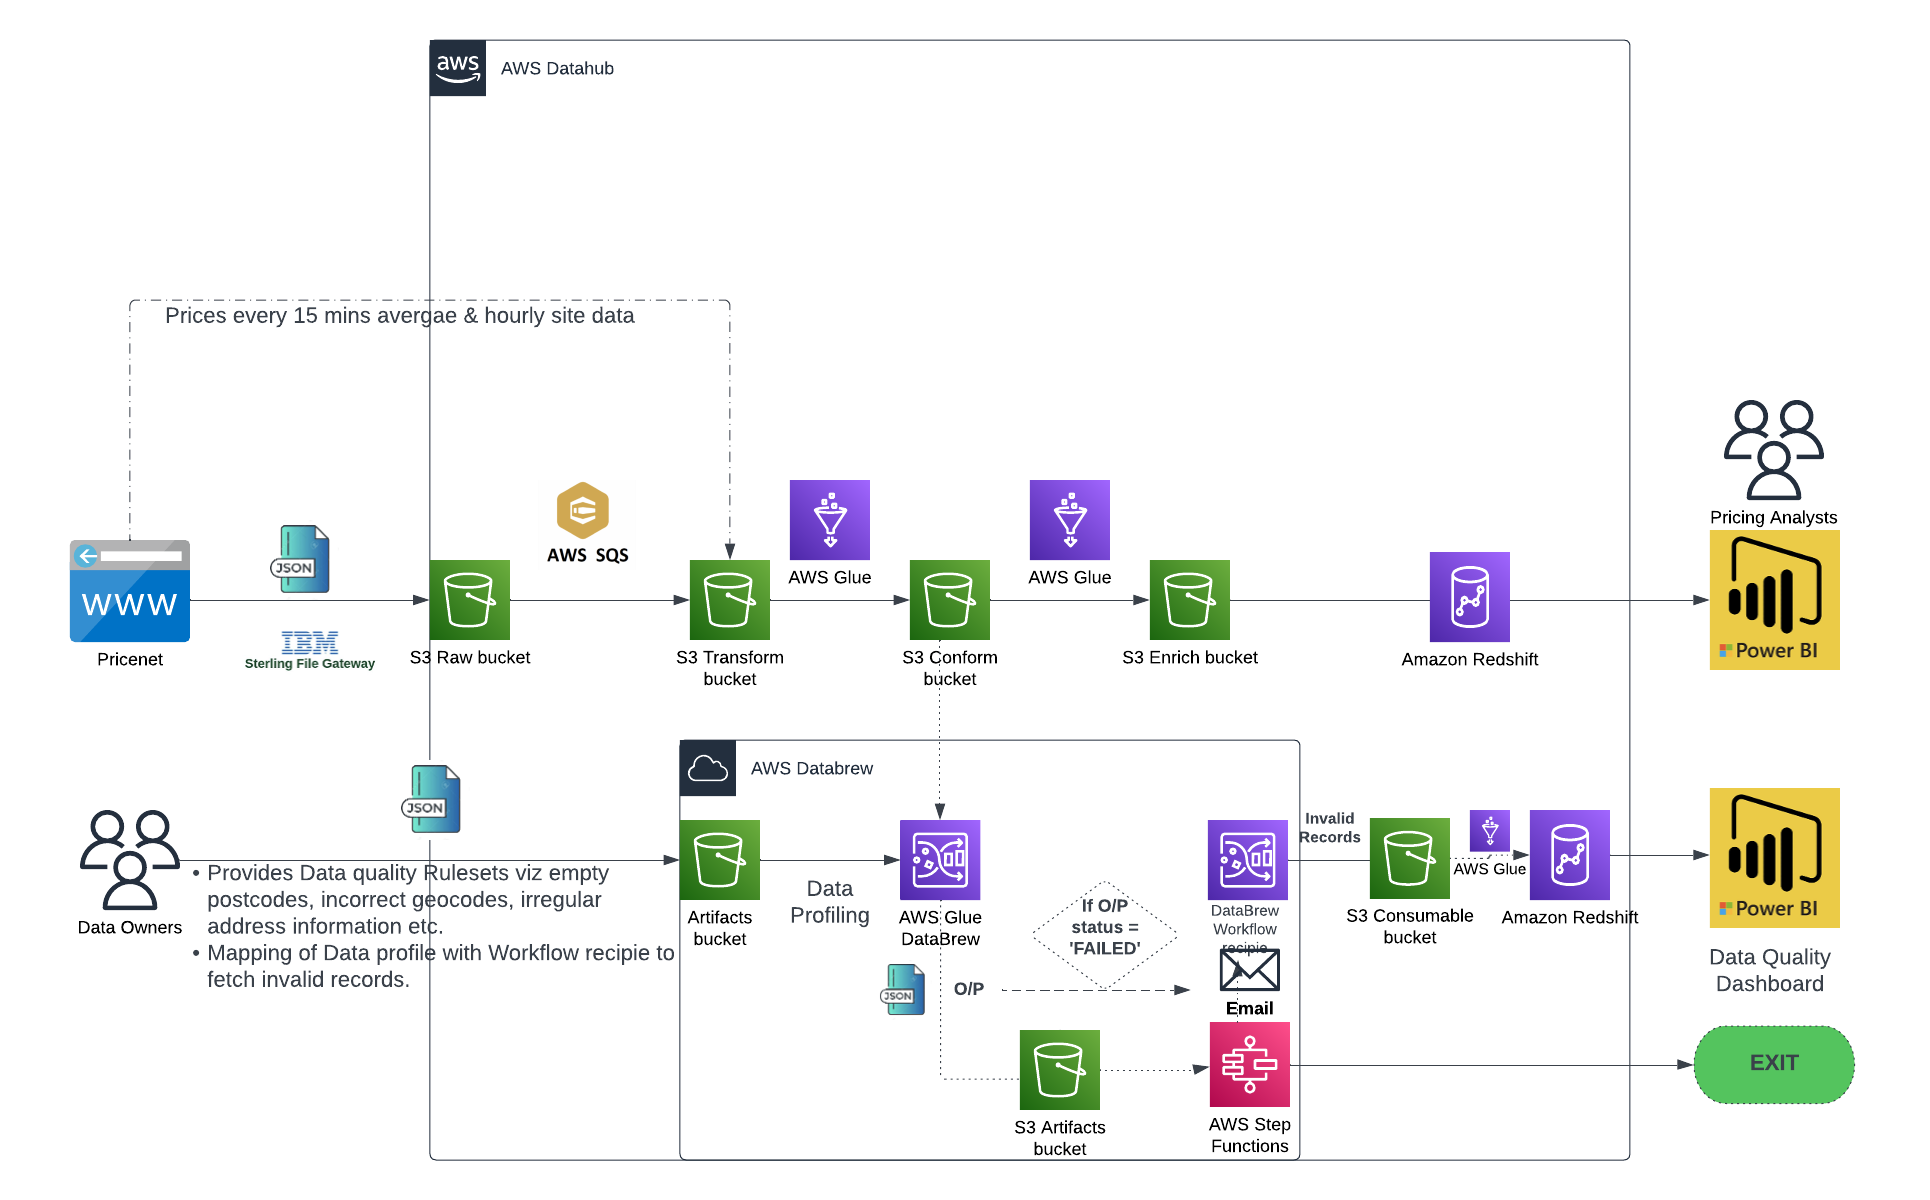 aws
AWS Datahub
Prices every 15 mins avergae & hourly site data
AWS SQS
AWS Glue
AWS Glue
Pricing Analysts
JSON
WWW
IBM
Sterling File Gateway
Pricenet
S3 Raw bucket
S3 Transform
bucket
S3 Conform
bucket
S3 Enrich bucket
Amazon Redshift
Power BI
AWS Databrew
JSON
Data Owners
• Provides Data quality Rulesets viz empty
postcodes, incorrect geocodes, irregular
address information etc.
• Mapping of Data profile with Workflow recipie to
fetch invalid records.
Artifacts
bucket
Data
Profiling
AWS Glue
DataBrew
If O/P
status =
'FAILED'
DataBrew
Workflow
recipie
Invalid
Records
S3 Consumable
bucket
AWS Glue
Amazon Redshift
Power BI
Data Quality
Dashboard
JSON
O/P
Email
S3 Artifacts
bucket
AWS Step
Functions
EXIT